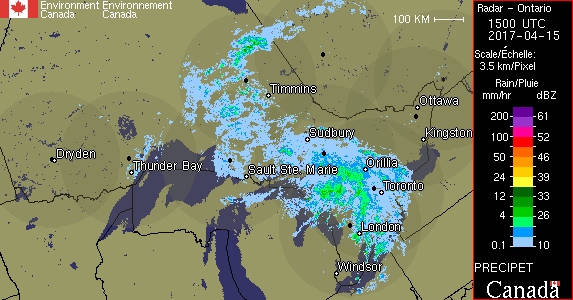 Environment Environnement
Canada Canada
100 KM
Timmins
Ottawa
Sudbury
Kingston
Dryden
Thunder Bay
Sault Ste. Marie
Orillia
Toronto
London
Windsor
Radar - Ontario
1500 UTC
2017-04-15
Scale/Échelle:
3.5 km/Pixel
Rain/Pluie
mm/hr dBZ
200 61
100 52
50 46
24 39
12 33
4 26
0.1 10
PRECIPET
Canada